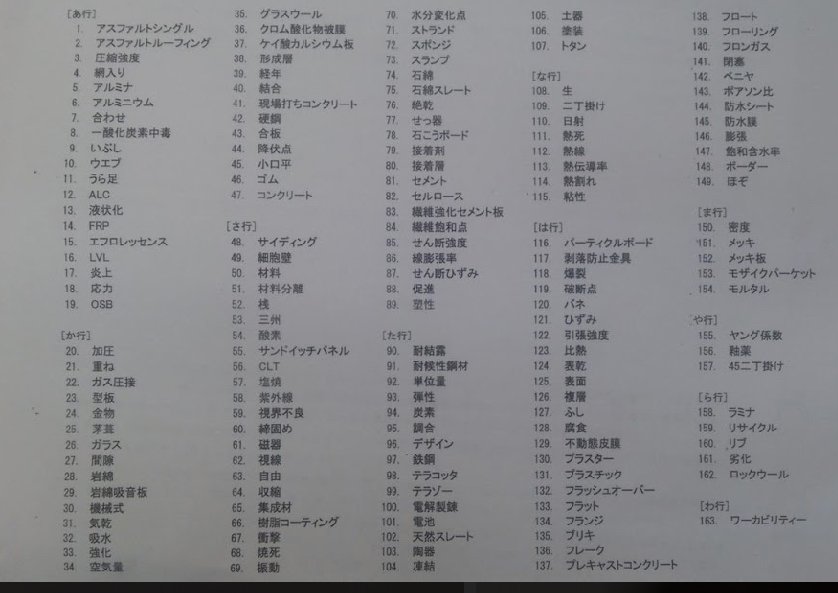 [あ行]
1. アスファルトシングル
2. アスファルトルーフィング
3. 圧縮強度
4. 網入り
5. アルミナ
6. アルミニウム
7. 合わせ
8. 一酸化炭素中毒
9. いぶし
10. ウエブ
11. うら足
12. ALC
13. 液状化
14. FRP
15. エフロレッセンス
16. LVL
17. 炎上
18. 応力
19. OSB
[か行]
20. 加圧
21. 重ね
22. ガス圧接
23. 型板
24. 金物
25. 茅葺
26. ガラス
27. 間隙
28. 岩綿
29. 岩綿吸音板
30. 機械式
31. 気乾
32. 吸水
33. 強化
34 空気量
35. グラスウール
36. クロム酸化物被膜
37. ケイ酸カルシウム板
38. 形成層
39. 経年
40. 結合
41. 現場打ちコンクリート
42. 硬鋼
43. 合板
44. 降伏点
45. 小口平
46. ゴム
47. コンクリート
[さ行]
48. サイディング
49. 細胞壁
50. 材料
51. 材料分離
52. 桟
53. 三州
54. 酸素
55. サンドイッチパネル
56. CLT
57. 塩焼
58. 紫外線
59. 視界不良
60. 締固め
61. 磁器
62. 視線
63. 自由
64. 収縮
65. 集成材
66. 樹脂コーティング
67. 衝撃
68. 焼死
69. 振動
70. 水分変化点
71. ストランド
72. スポンジ
73. スランプ
74. 石綿
75. 石綿スレート
76. 絶乾
77. せっ器
78. 石こうボード
79. 接着剤
80. 接着層
81. セメント
82. セルロース
83. 繊維強化セメント板
84. 繊維飽和点
85. せん断強度
86. 線膨張率
87. せん断ひずみ
88. 促進
89. 塑性
[た行]
90. 耐結露
91. 耐候性鋼材
92. 単位量
93. 弾性
94. 炭素
95. 調合
96. デザイン
97. 鉄鋼
98. テラコッタ
99. テラゾー
100. 電解製錬
101. 電池
102. 天然スレート
103. 陶器
104 凍結
105. 土器
106. 塗装
107. トタン
[な行]
108. 生
109. 二丁掛け
110. 日射
111. 熱死
112. 熱線
113. 熱伝導率
114. 熱割れ
115. 粘性
[は行]
116. パーティクルボード
117 剥落防止金具
118. 爆裂
119. 破断点
120. バネ
121. ひずみ
122. 引張強度
123. 比熱
124 表乾
125. 表面
126. 複層
127. ふし
128. 腐食
129. 不動態皮膜
130. プラスター
131. プラスチック
132. フラッシュオーバー
133. フラット
134. フランジ
135. ブリキ
136. フレーク
137. プレキャストコンクリート
138. フロート
139. フローリング
140. フロンガス
141. 閉塞
142. ベニヤ
143. ポアソン比
144. 防水シート
145. 防水膜
146. 膨張
147. 飽和含水率
148. ボーダー
149. ほぞ
[ま行]
150. 密度
151. メッキ
152. メッキ板
153. モザイクパーケット
154. モルタル
[や行]
155. ヤング係数
156. 釉薬
157. 45二丁掛け
[ら行]
158. ラミナ
159. リサイクル
160. リブ
161. 劣化
162. ロックウール
[わ行]
163. ワーカビリティー